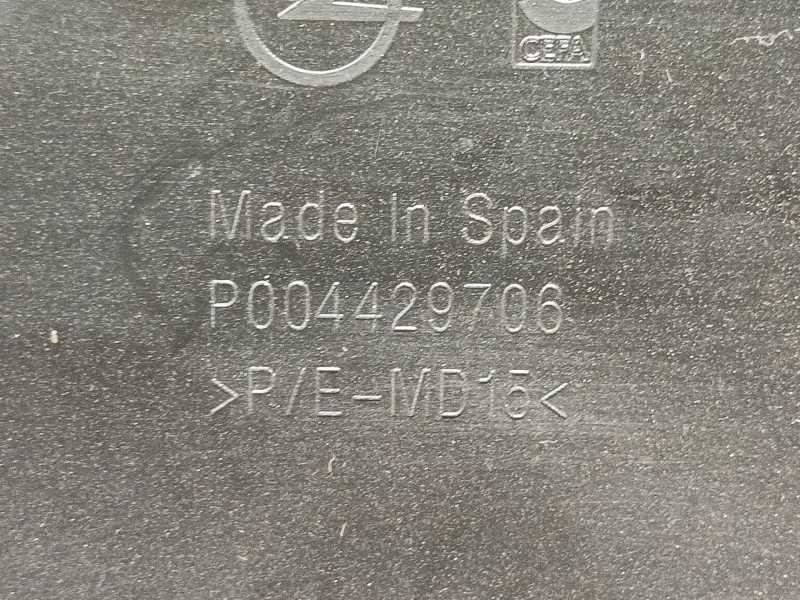 CEFA
Made In Spain
P004429706
>P/E-MD15<